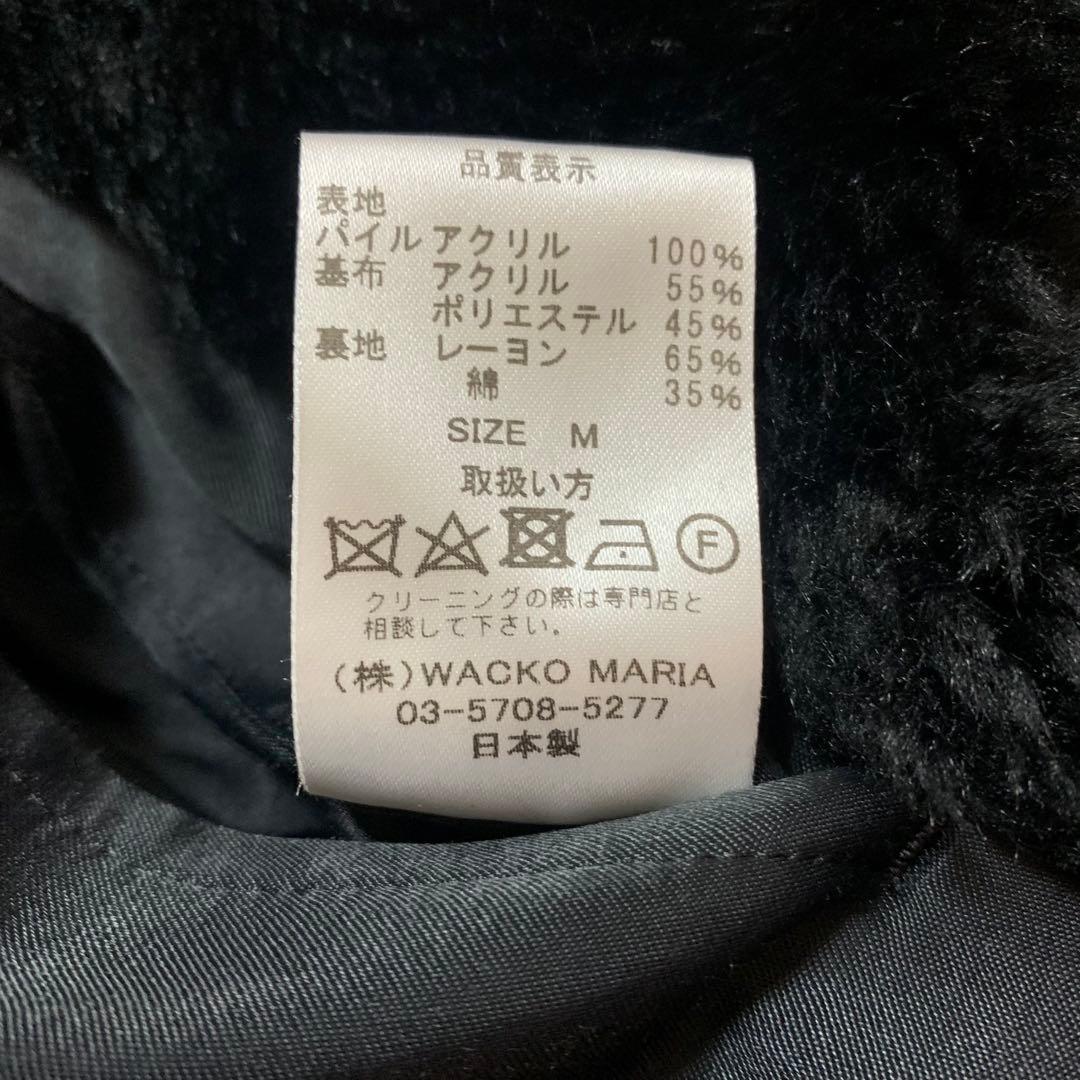 品質表示
表地
パイル アクリル 100%
基布 アクリル 55%
ポリエステル 45%
裏地 レーヨン 65%
綿 35%
SIZE M
取扱い方
F
クリーニングの際は専門店と
相談して下さい。
(株)WACKO MARIA
03-5708-5277
日本製